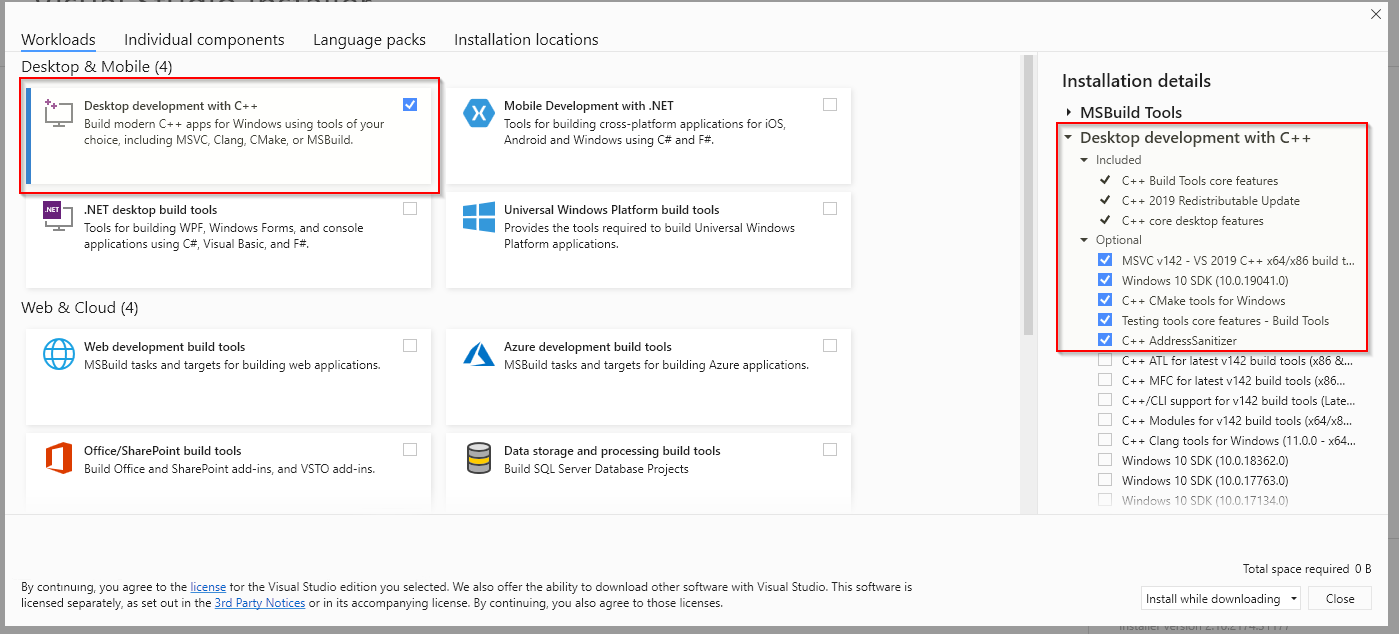 Visual Studio Installer
Workloads
Individual components
Language packs
Installation locations
Desktop & Mobile (4)
Desktop development with C++
Build modern C++ apps for Windows using tools of your
choice, including MSVC, Clang, CMake, or MSBuild.
Mobile Development with .NET
Tools for building cross-platform applications for iOS,
Android and Windows using C# and F#.
.NET
.NET desktop build tools
Tools for building WPF, Windows Forms, and console
applications using C#, Visual Basic, and F#.
Universal Windows Platform build tools
Provides the tools required to build Universal Windows
Platform applications.
Web & Cloud (4)
Web development build tools
MSBuild tasks and targets for building web applications.
Azure development build tools
MSBuild tasks and targets for building Azure applications.
Office/SharePoint build tools
Build Office and SharePoint add-ins, and VSTO add-ins.
Data storage and processing build tools
Build SQL Server Database Projects
Installation details
MSBuild Tools
Desktop development with C++
Included
C++ Build Tools core features
C++ 2019 Redistributable Update
C++ core desktop features
Optional
MSVC v142 - VS 2019 C++ x64/x86 build t...
Windows 10 SDK (10.0.19041.0)
C++ CMake tools for Windows
Testing tools core features - Build Tools
C++ AddressSanitizer
C++ ATL for latest v142 build tools (x86 &...
C++ MFC for latest v142 build tools (x86...
C++/CLI support for v142 build tools (Late...
C++ Modules for v142 build tools (x64/x8...
C++ Clang tools for Windows (11.0.0 - x64...
Windows 10 SDK (10.0.18362.0)
Windows 10 SDK (10.0.17763.0)
Windows 10 SDK (10.0.17134.0)
By continuing, you agree to the license for the Visual Studio edition you selected. We also offer the ability to download other software with Visual Studio. This software is
licensed separately, as set out in the 3rd Party Notices or in its accompanying license. By continuing, you also agree to those licenses.
Total space required 0 B
Install while downloading
Close
Installer version